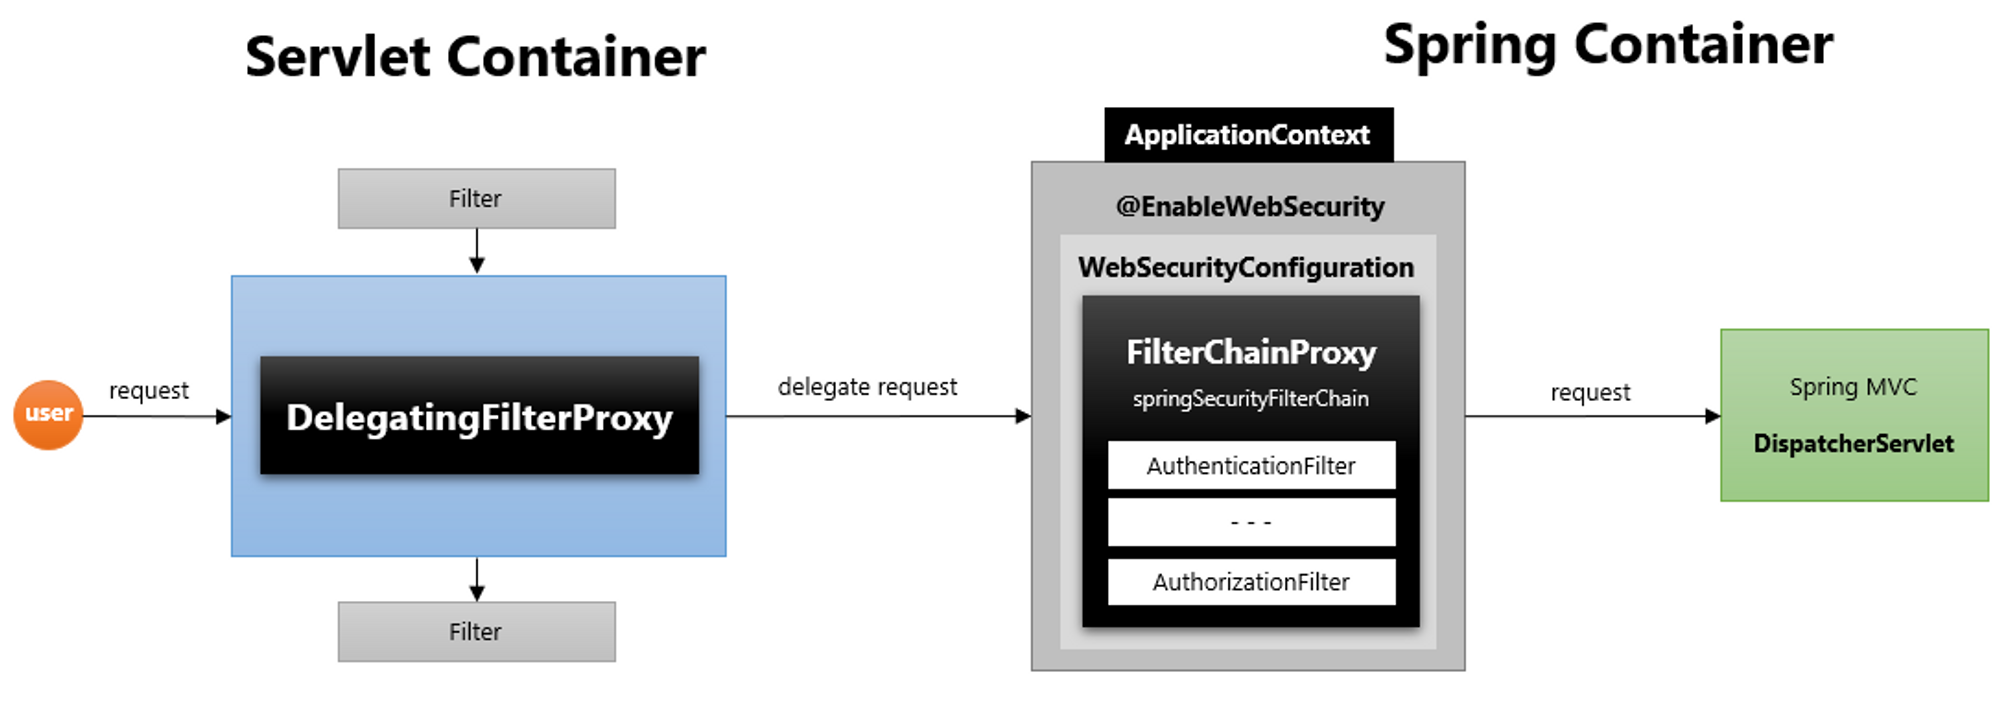 Servlet Container
Spring Container
Filter
user
request
DelegatingFilterProxy
Filter
delegate request
ApplicationContext
@EnableWebSecurity
WebSecurityConfiguration
FilterChainProxy
springSecurityFilterChain
AuthenticationFilter
- - -
AuthorizationFilter
request
Spring MVC
DispatcherServlet